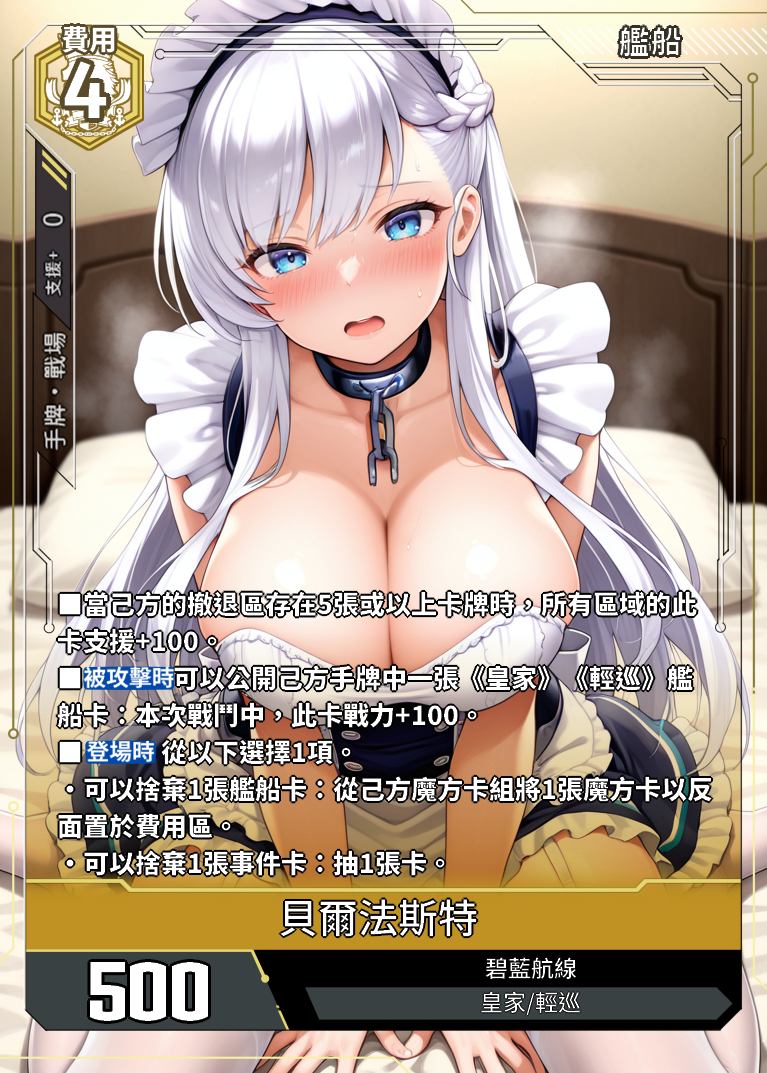 費用
4
艦船
手牌・戰場 支援+ 0
■當己方的撤退區存在5張或以上卡牌時，所有區域的此
卡支援+100。
■被攻擊時可以公開己方手牌中一張《皇家》《輕巡》艦
船卡：本次戰鬥中，此卡戰力+100。
■登場時 從以下選擇1項。
・可以捨棄1張艦船卡：從己方魔方卡組將1張魔方卡以反
面置於費用區。
・可以捨棄1張事件卡：抽1張卡。
貝爾法斯特
500
碧藍航線
皇家/輕巡